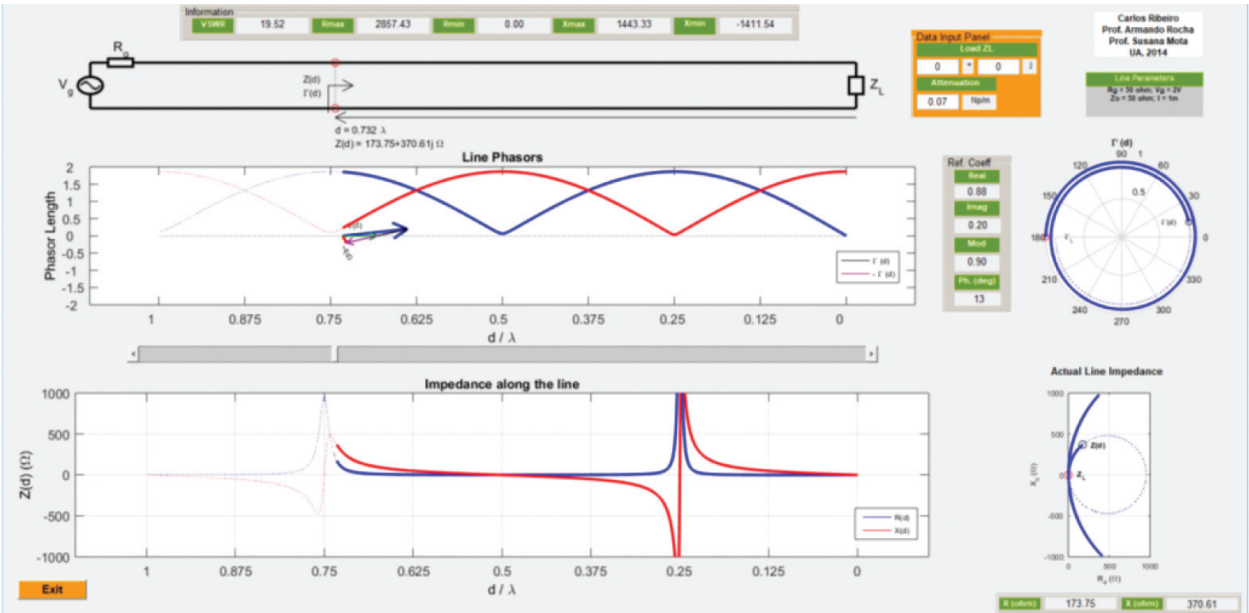 Information
VSWR 19.52 Rmax 2857.43 Rmin 0.00 Xmax 1443.33 Xmin -1411.54
Carlos Ribeiro
Prof. Armando Rocha
Prof. Susana Mota
UA, 2014
Data Input Panel
Load ZL
0 + 0 j
Attenuation
0.07 Np/m
Line Parameters
Rg = 50 ohm; Vg = 2V
Zo = 50 ohm; l = 1m
Rg
Vg
Z(d)
Γ(d)
ZL
d = 0.732 λ
Z(d) = 173.75+370.61j Ω
Line Phasors
Phasor Length
2
1.5
1
0.5
0
-0.5
-1
-1.5
-2
Γ (d)
- Γ (d)
1 0.875 0.75 0.625 0.5 0.375 0.25 0.125 0
d / λ
Ref. Coeff
Real
0.88
Imag
0.20
Mod
0.90
Ph. (deg)
13
Γ (d)
90 1
120 60
150 0.5 30
Γ(d)
180 ΓL 0
210 330
240 300
270
Impedance along the line
Z(d) (Ω)
1000
500
0
-500
-1000
R(d)
X(d)
1 0.875 0.75 0.625 0.5 0.375 0.25 0.125 0
d / λ
Actual Line Impedance
1000
500
Z(d)
0 ZL
-500
-1000
0 500 1000
Exit
R (ohm) 173.75 X (ohm) 370.61